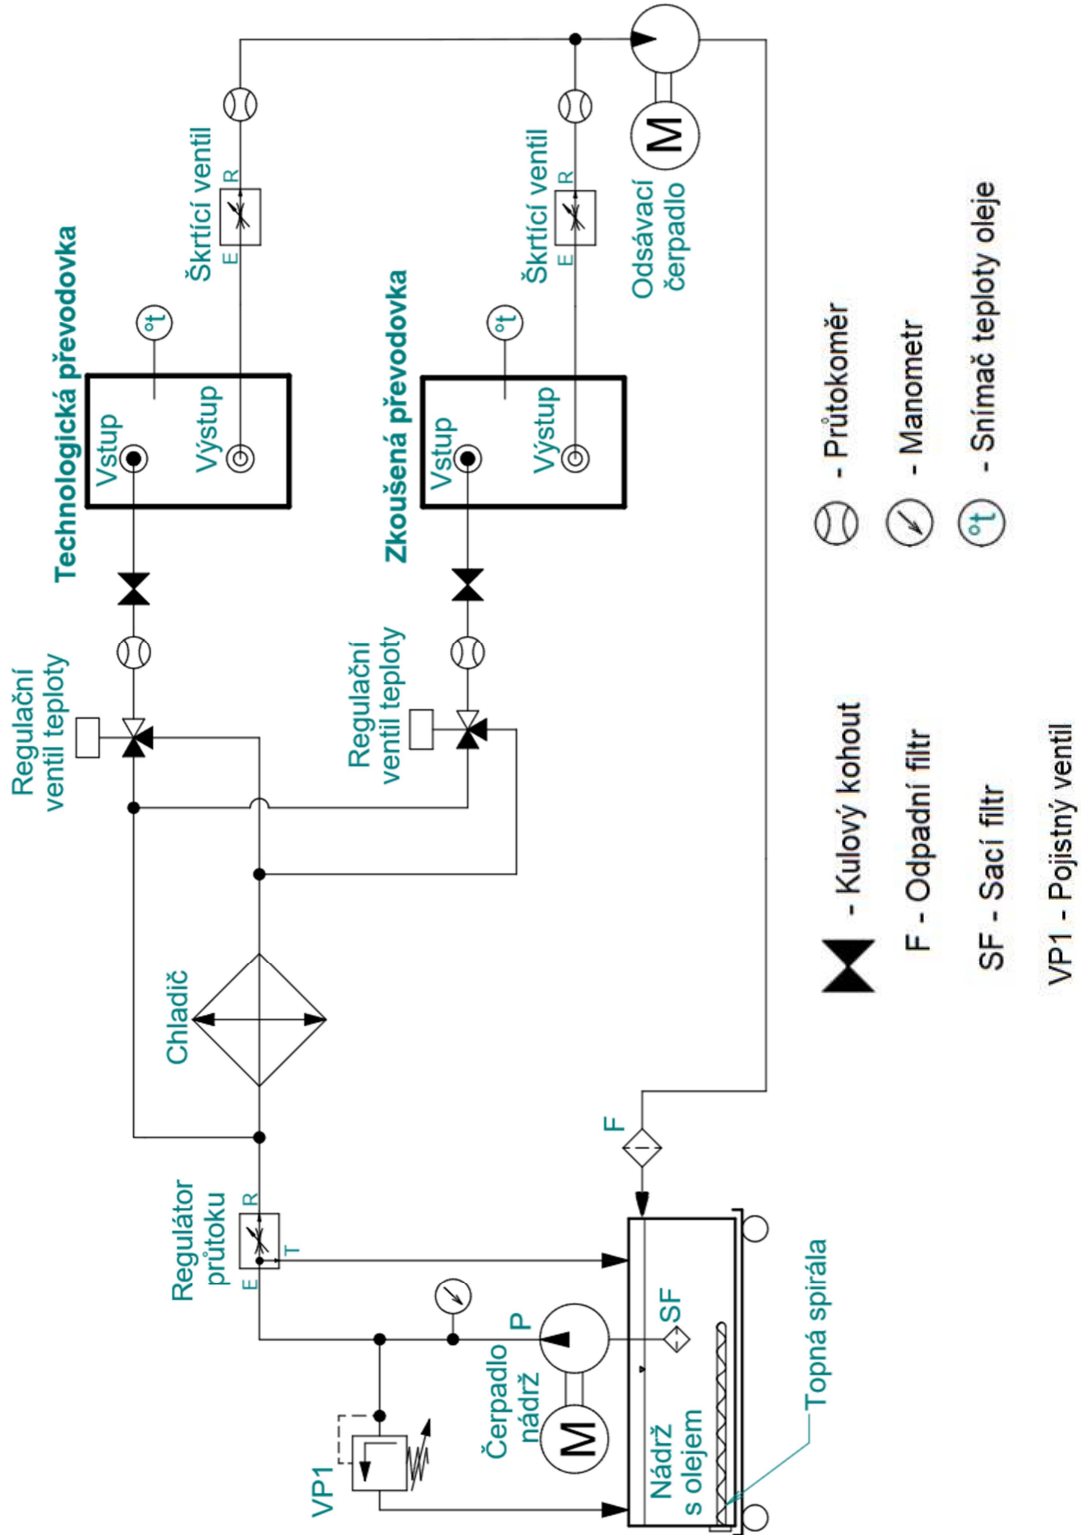 Technologická převodovka
Vstup
Výstup
°t
Škrtící ventil
E
R
Regulační
ventil teploty
Zkoušená převodovka
Vstup
Výstup
°t
Škrtící ventil
E
R
Regulační
ventil teploty
Odsávací
čerpadlo
M
Chladič
Regulátor
průtoku
E
R
T
VP1
P
Čerpadlo
nádrž
M
F
SF
Nádrž
s olejem
Topná spirála
- Kulový kohout
F - Odpadní filtr
SF - Sací filtr
VP1 - Pojistný ventil
- Průtokoměr
- Manometr
°t - Snímač teploty oleje